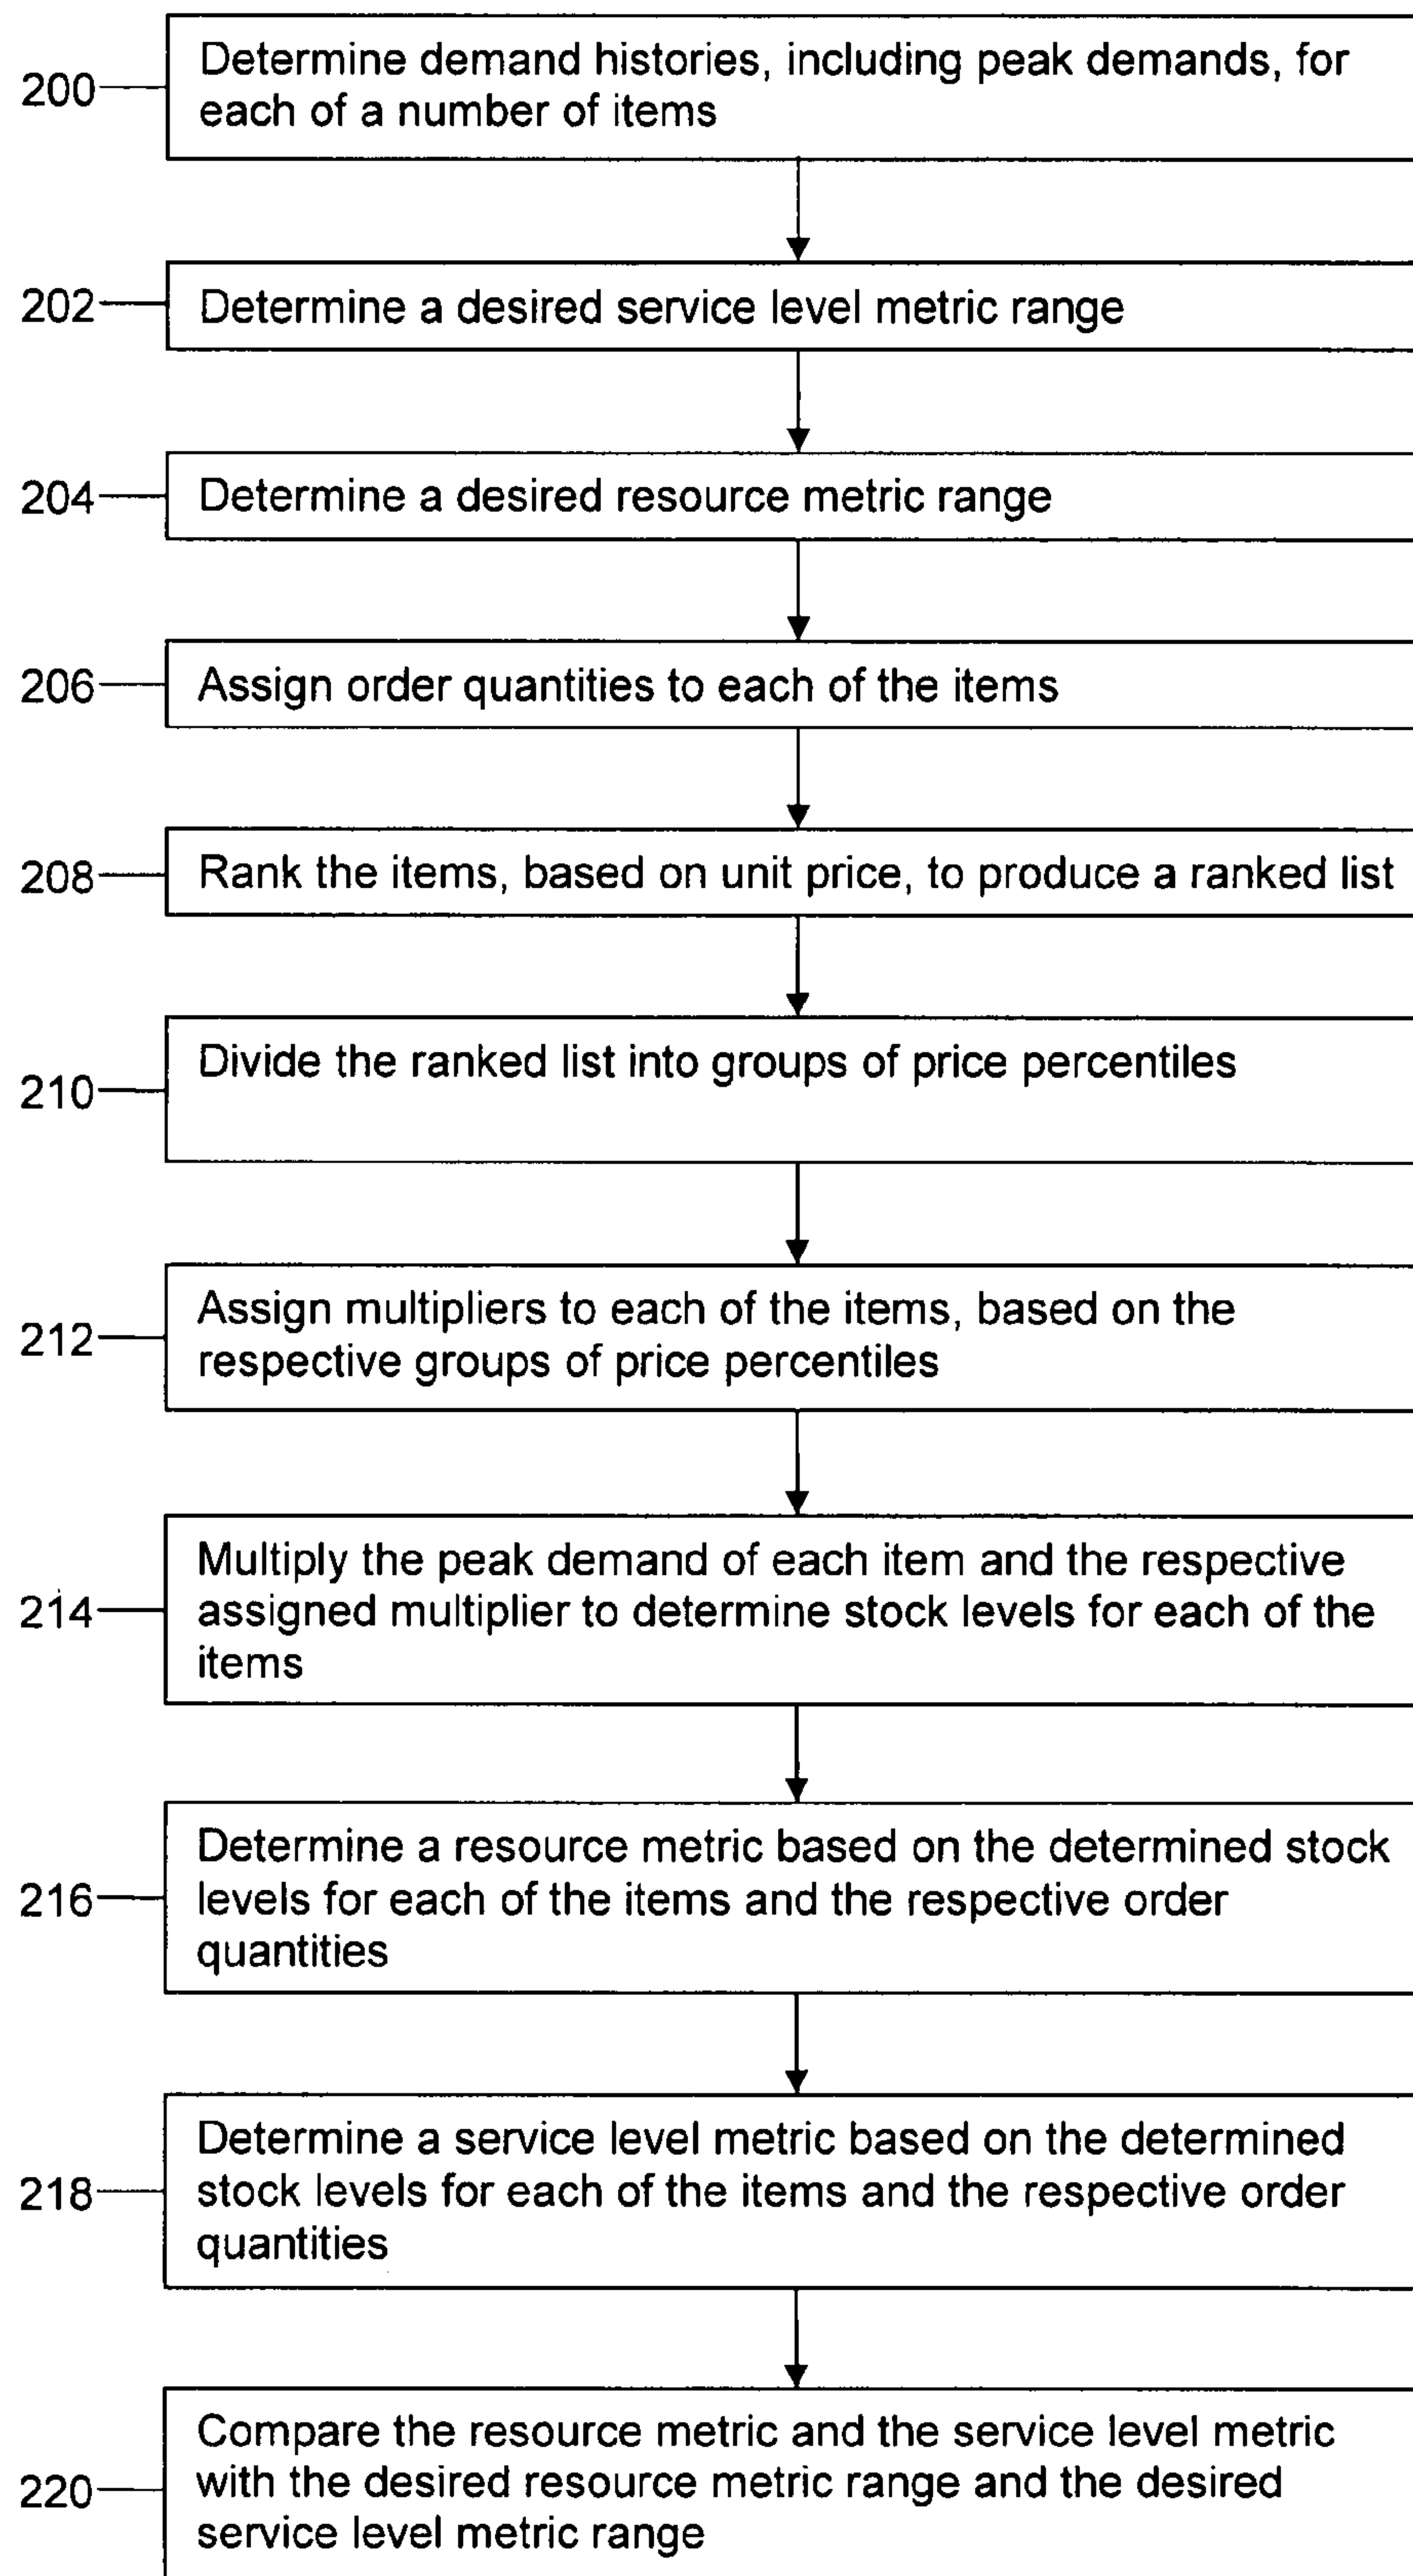 200
Determine demand histories, including peak demands, for
each of a number of items
202
Determine a desired service level metric range
204
Determine a desired resource metric range
206
Assign order quantities to each of the items
208
Rank the items, based on unit price, to produce a ranked list
210
Divide the ranked list into groups of price percentiles
212
Assign multipliers to each of the items, based on the
respective groups of price percentiles
214
Multiply the peak demand of each item and the respective
assigned multiplier to determine stock levels for each of the
items
216
Determine a resource metric based on the determined stock
levels for each of the items and the respective order
quantities
218
Determine a service level metric based on the determined
stock levels for each of the items and the respective order
quantities
220
Compare the resource metric and the service level metric
with the desired resource metric range and the desired
service level metric range